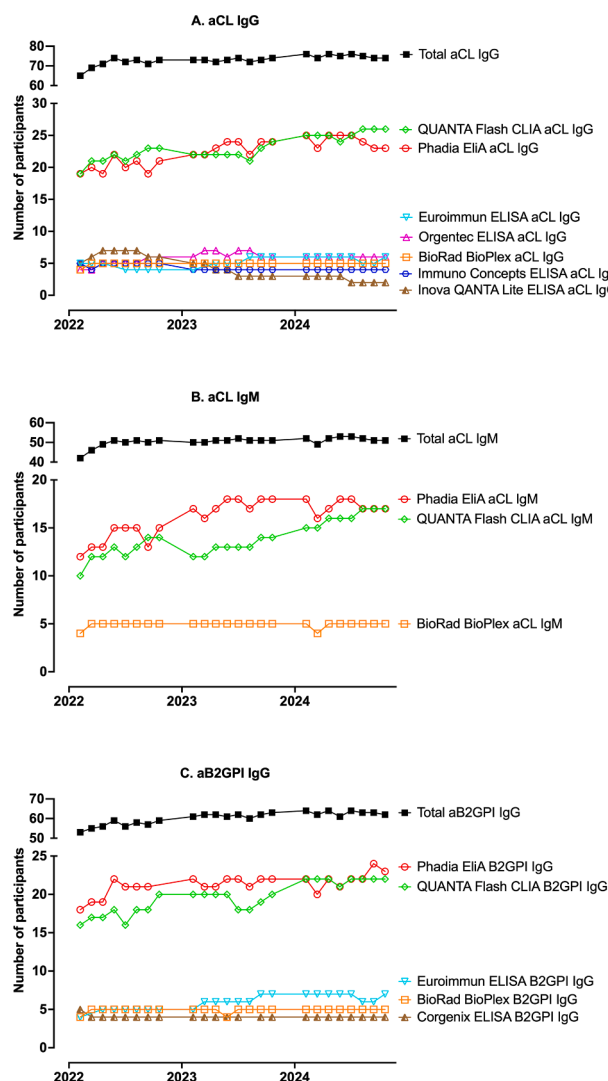 A. aCL IgG
80
70
60
Total aCL IgG
30
25
20
15
10
5
0
Number of participants
QUANTA Flash CLIA aCL IgG
Phadia EliA aCL IgG
Euroimmun ELISA aCL IgG
Orgentec ELISA aCL IgG
BioRad BioPlex aCL IgG
Immuno Concepts ELISA aCL Ig
Inova QANTA Lite ELISA aCL IgG
2022 2023 2024
B. aCL IgM
60
50
40
Total aCL IgM
20
15
10
5
0
Number of participants
Phadia EliA aCL IgM
QUANTA Flash CLIA aCL IgM
BioRad BioPlex aCL IgM
2022 2023 2024
C. aB2GPI IgG
70
60
50
Total aB2GPI IgG
25
20
15
10
5
0
Number of participants
Phadia EliA B2GPI IgG
QUANTA Flash CLIA B2GPI IgG
Euroimmun ELISA B2GPI IgG
BioRad BioPlex B2GPI IgG
Corgenix ELISA B2GPI IgG
2022 2023 2024